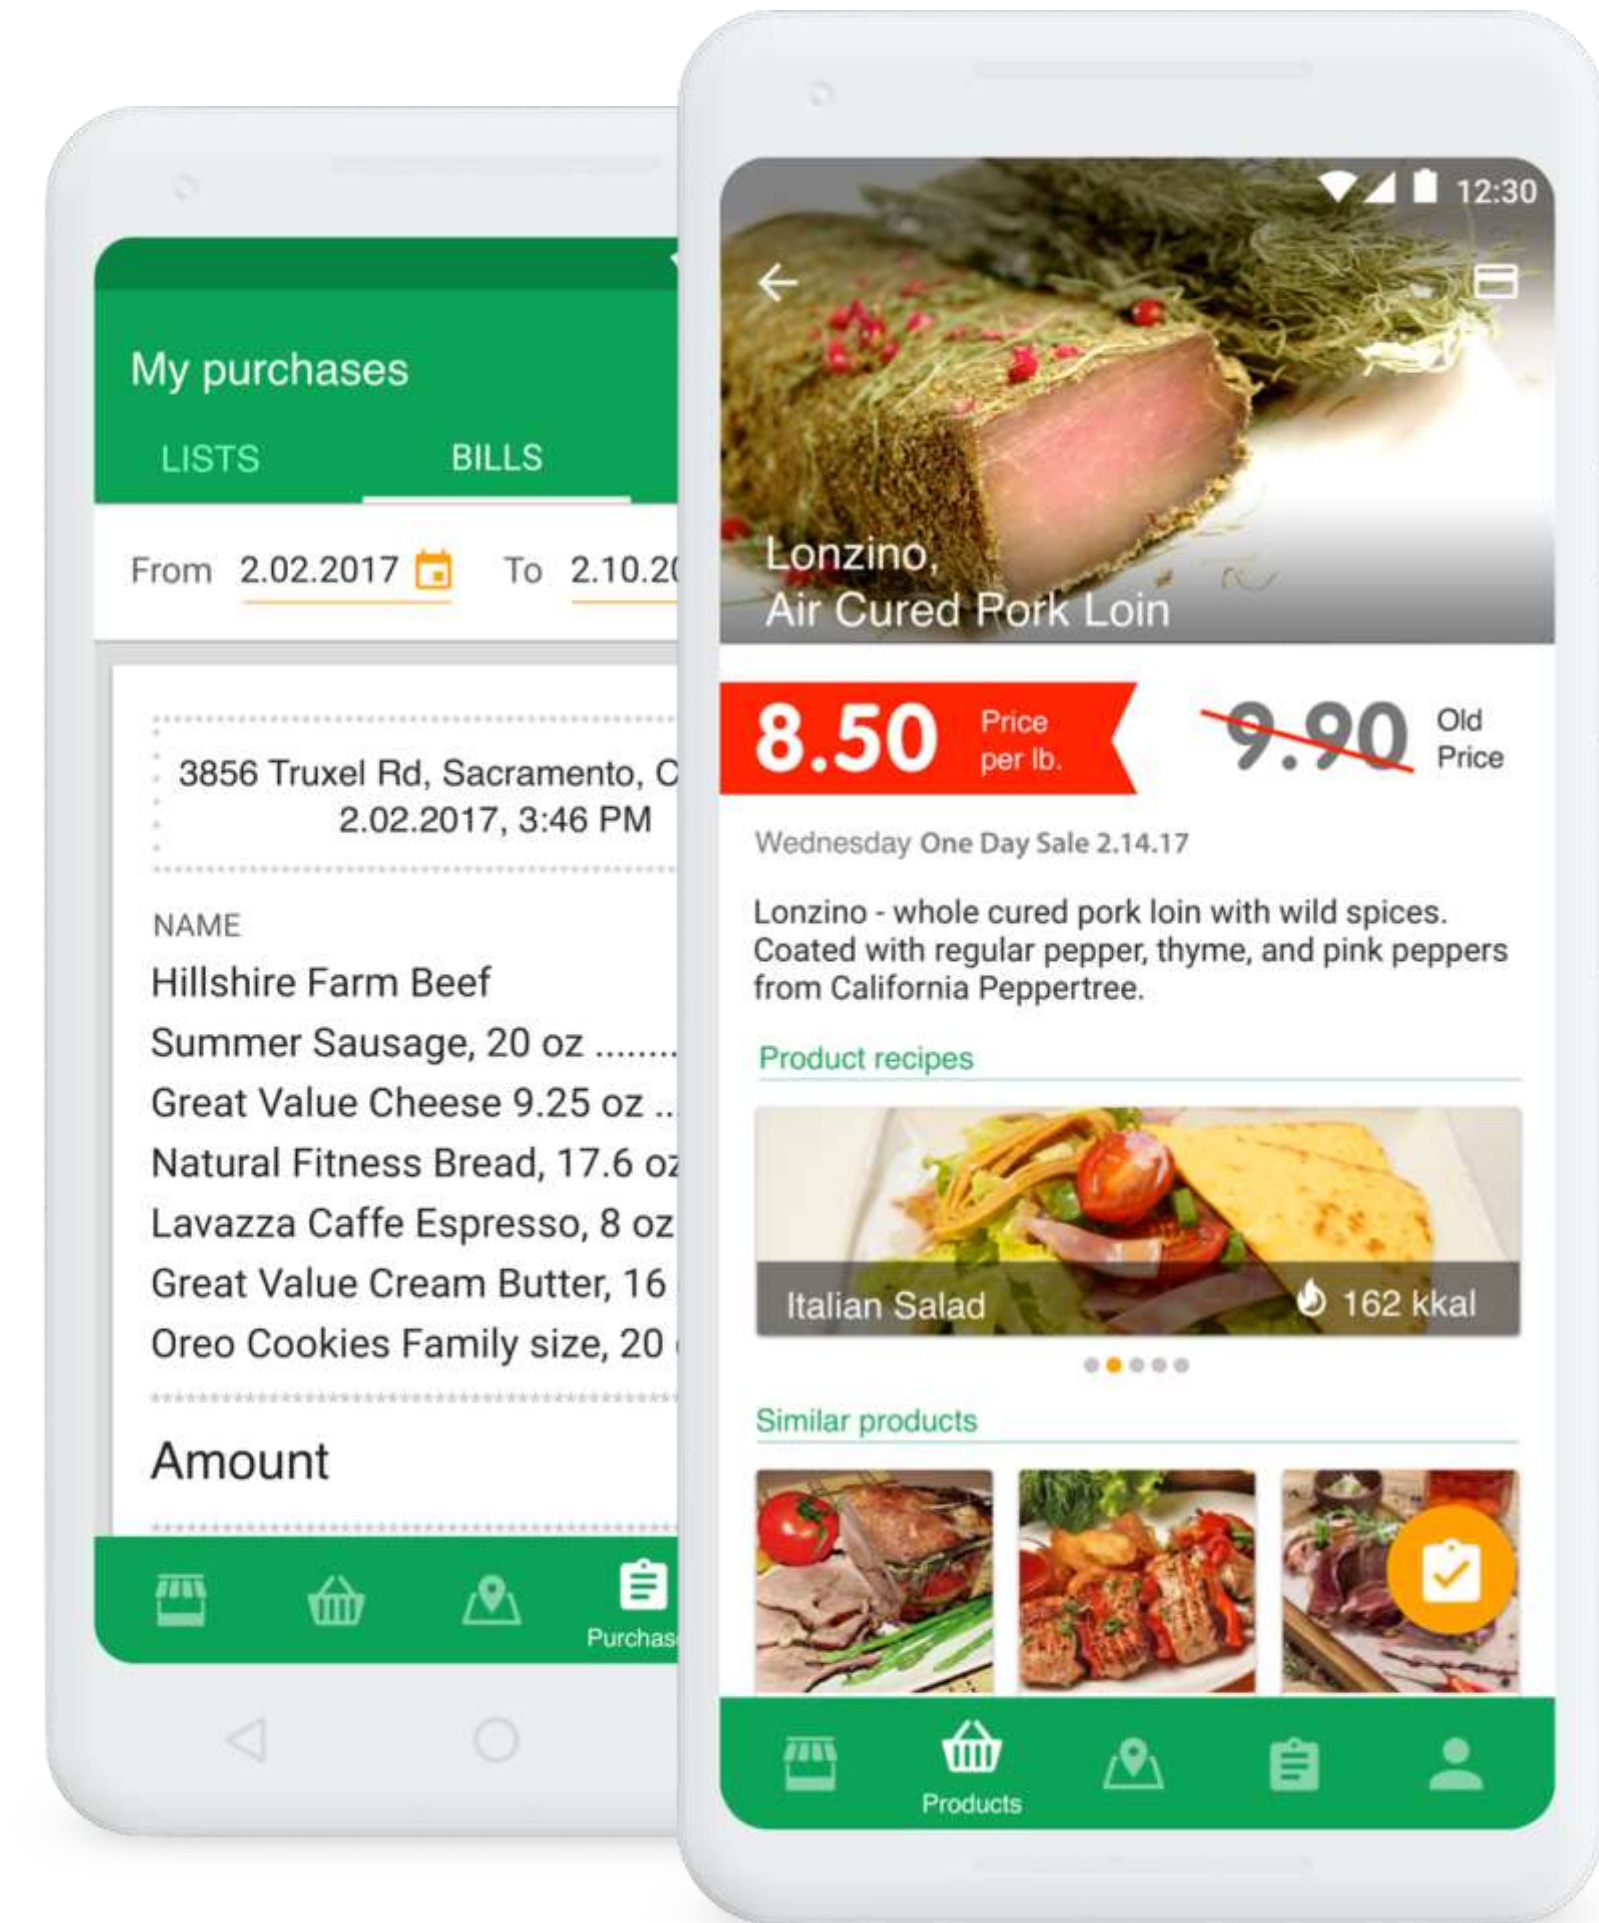 My purchases
LISTS BILLS
From 2.02.2017 To 2.10.20
3856 Truxel Rd, Sacramento, C
2.02.2017, 3:46 PM
NAME
Hillshire Farm Beef
Summer Sausage, 20 oz ........
Great Value Cheese 9.25 oz ...
Natural Fitness Bread, 17.6 oz
Lavazza Caffe Espresso, 8 oz
Great Value Cream Butter, 16
Oreo Cookies Family size, 20
Amount
Purchas
12:30
Lonzino,
Air Cured Pork Loin
8.50 Price per lb.
9.90 Old Price
Wednesday One Day Sale 2.14.17
Lonzino - whole cured pork loin with wild spices.
Coated with regular pepper, thyme, and pink peppers
from California Peppertree.
Product recipes
Italian Salad 162 kkal
Similar products
Products